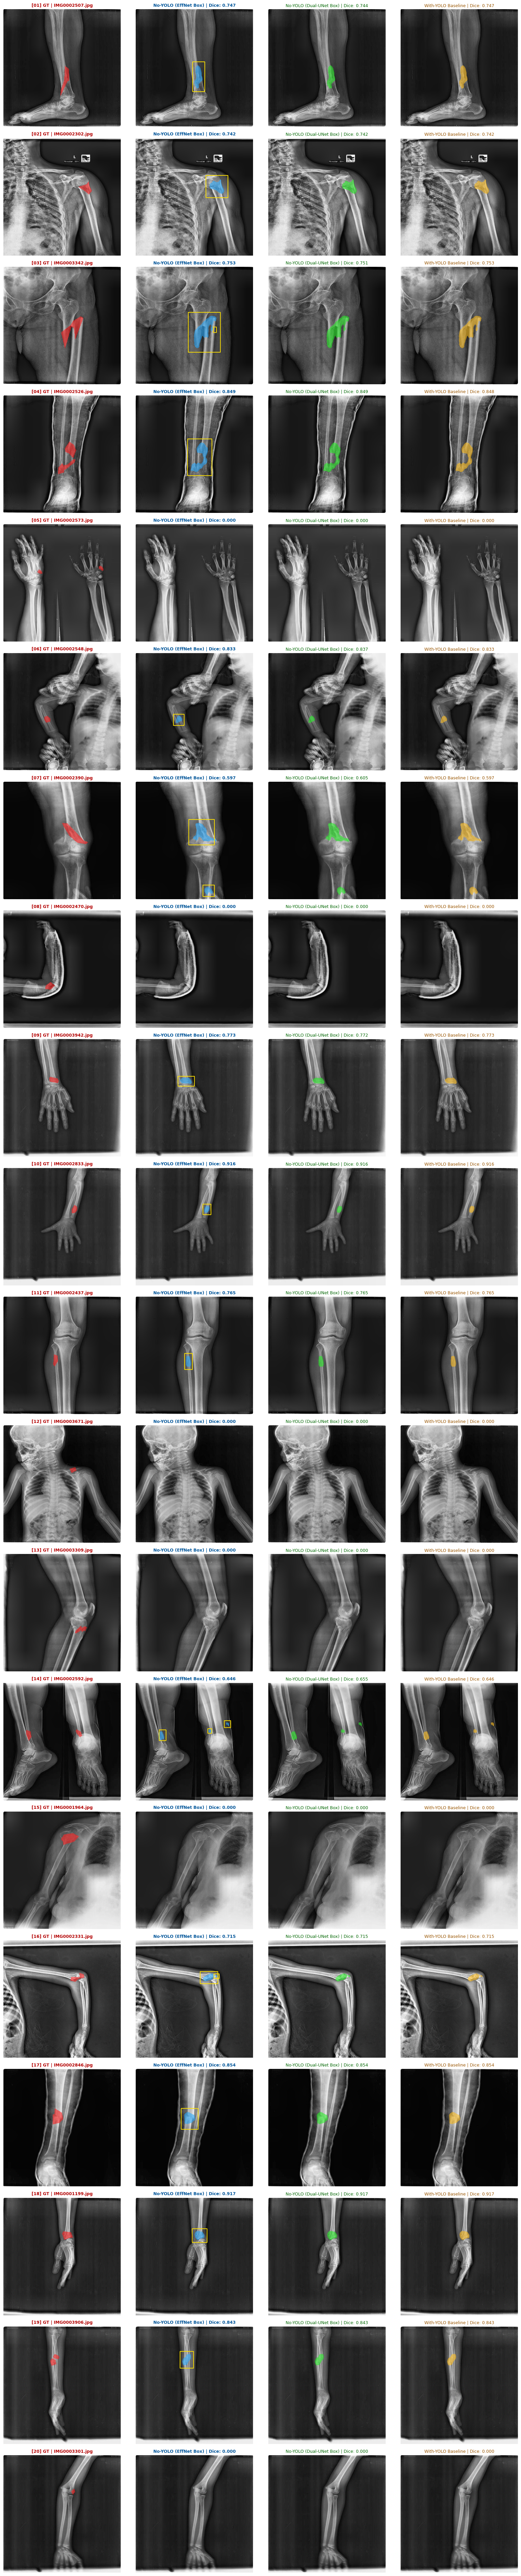 [01] GT | IMG0002507.jpg No-YOLO (EffNet Box) | Dice: 0.747 No-YOLO (Dual-UNet Box) | Dice: 0.744 With-YOLO Baseline | Dice: 0.747
[02] GT | IMG0002302.jpg No-YOLO (EffNet Box) | Dice: 0.742 No-YOLO (Dual-UNet Box) | Dice: 0.742 With-YOLO Baseline | Dice: 0.742
[03] GT | IMG0003342.jpg No-YOLO (EffNet Box) | Dice: 0.753 No-YOLO (Dual-UNet Box) | Dice: 0.751 With-YOLO Baseline | Dice: 0.753
[04] GT | IMG0002526.jpg No-YOLO (EffNet Box) | Dice: 0.849 No-YOLO (Dual-UNet Box) | Dice: 0.849 With-YOLO Baseline | Dice: 0.848
[05] GT | IMG0002573.jpg No-YOLO (EffNet Box) | Dice: 0.000 No-YOLO (Dual-UNet Box) | Dice: 0.000 With-YOLO Baseline | Dice: 0.000
[06] GT | IMG0002548.jpg No-YOLO (EffNet Box) | Dice: 0.833 No-YOLO (Dual-UNet Box) | Dice: 0.837 With-YOLO Baseline | Dice: 0.833
[07] GT | IMG0002390.jpg No-YOLO (EffNet Box) | Dice: 0.597 No-YOLO (Dual-UNet Box) | Dice: 0.605 With-YOLO Baseline | Dice: 0.597
[08] GT | IMG0002470.jpg No-YOLO (EffNet Box) | Dice: 0.000 No-YOLO (Dual-UNet Box) | Dice: 0.000 With-YOLO Baseline | Dice: 0.000
[09] GT | IMG0003942.jpg No-YOLO (EffNet Box) | Dice: 0.773 No-YOLO (Dual-UNet Box) | Dice: 0.772 With-YOLO Baseline | Dice: 0.773
[10] GT | IMG0002833.jpg No-YOLO (EffNet Box) | Dice: 0.916 No-YOLO (Dual-UNet Box) | Dice: 0.916 With-YOLO Baseline | Dice: 0.916
[11] GT | IMG0002437.jpg No-YOLO (EffNet Box) | Dice: 0.765 No-YOLO (Dual-UNet Box) | Dice: 0.765 With-YOLO Baseline | Dice: 0.765
[12] GT | IMG0003671.jpg No-YOLO (EffNet Box) | Dice: 0.000 No-YOLO (Dual-UNet Box) | Dice: 0.000 With-YOLO Baseline | Dice: 0.000
[13] GT | IMG0003309.jpg No-YOLO (EffNet Box) | Dice: 0.000 No-YOLO (Dual-UNet Box) | Dice: 0.000 With-YOLO Baseline | Dice: 0.000
[14] GT | IMG0002592.jpg No-YOLO (EffNet Box) | Dice: 0.646 No-YOLO (Dual-UNet Box) | Dice: 0.655 With-YOLO Baseline | Dice: 0.646
[15] GT | IMG0001964.jpg No-YOLO (EffNet Box) | Dice: 0.000 No-YOLO (Dual-UNet Box) | Dice: 0.000 With-YOLO Baseline | Dice: 0.000
[16] GT | IMG0002331.jpg No-YOLO (EffNet Box) | Dice: 0.715 No-YOLO (Dual-UNet Box) | Dice: 0.715 With-YOLO Baseline | Dice: 0.715
[17] GT | IMG0002846.jpg No-YOLO (EffNet Box) | Dice: 0.854 No-YOLO (Dual-UNet Box) | Dice: 0.854 With-YOLO Baseline | Dice: 0.854
[18] GT | IMG0001199.jpg No-YOLO (EffNet Box) | Dice: 0.917 No-YOLO (Dual-UNet Box) | Dice: 0.917 With-YOLO Baseline | Dice: 0.917
[19] GT | IMG0003906.jpg No-YOLO (EffNet Box) | Dice: 0.843 No-YOLO (Dual-UNet Box) | Dice: 0.843 With-YOLO Baseline | Dice: 0.843
[20] GT | IMG0003301.jpg No-YOLO (EffNet Box) | Dice: 0.000 No-YOLO (Dual-UNet Box) | Dice: 0.000 With-YOLO Baseline | Dice: 0.000